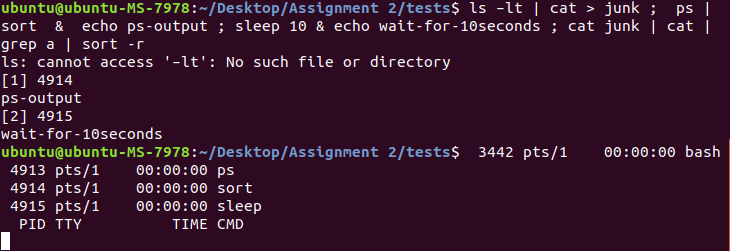 ubuntu@ubuntu-MS-7978:~/Desktop/Assignment 2/tests$ ls –lt | cat > junk ;  ps |
sort  &  echo ps-output ; sleep 10 & echo wait-for-10seconds ; cat junk | cat |
grep a | sort -r
ls: cannot access '–lt': No such file or directory
[1] 4914
ps-output
[2] 4915
wait-for-10seconds
ubuntu@ubuntu-MS-7978:~/Desktop/Assignment 2/tests$  3442 pts/1    00:00:00 bash
 4913 pts/1    00:00:00 ps
 4914 pts/1    00:00:00 sort
 4915 pts/1    00:00:00 sleep
  PID TTY          TIME CMD